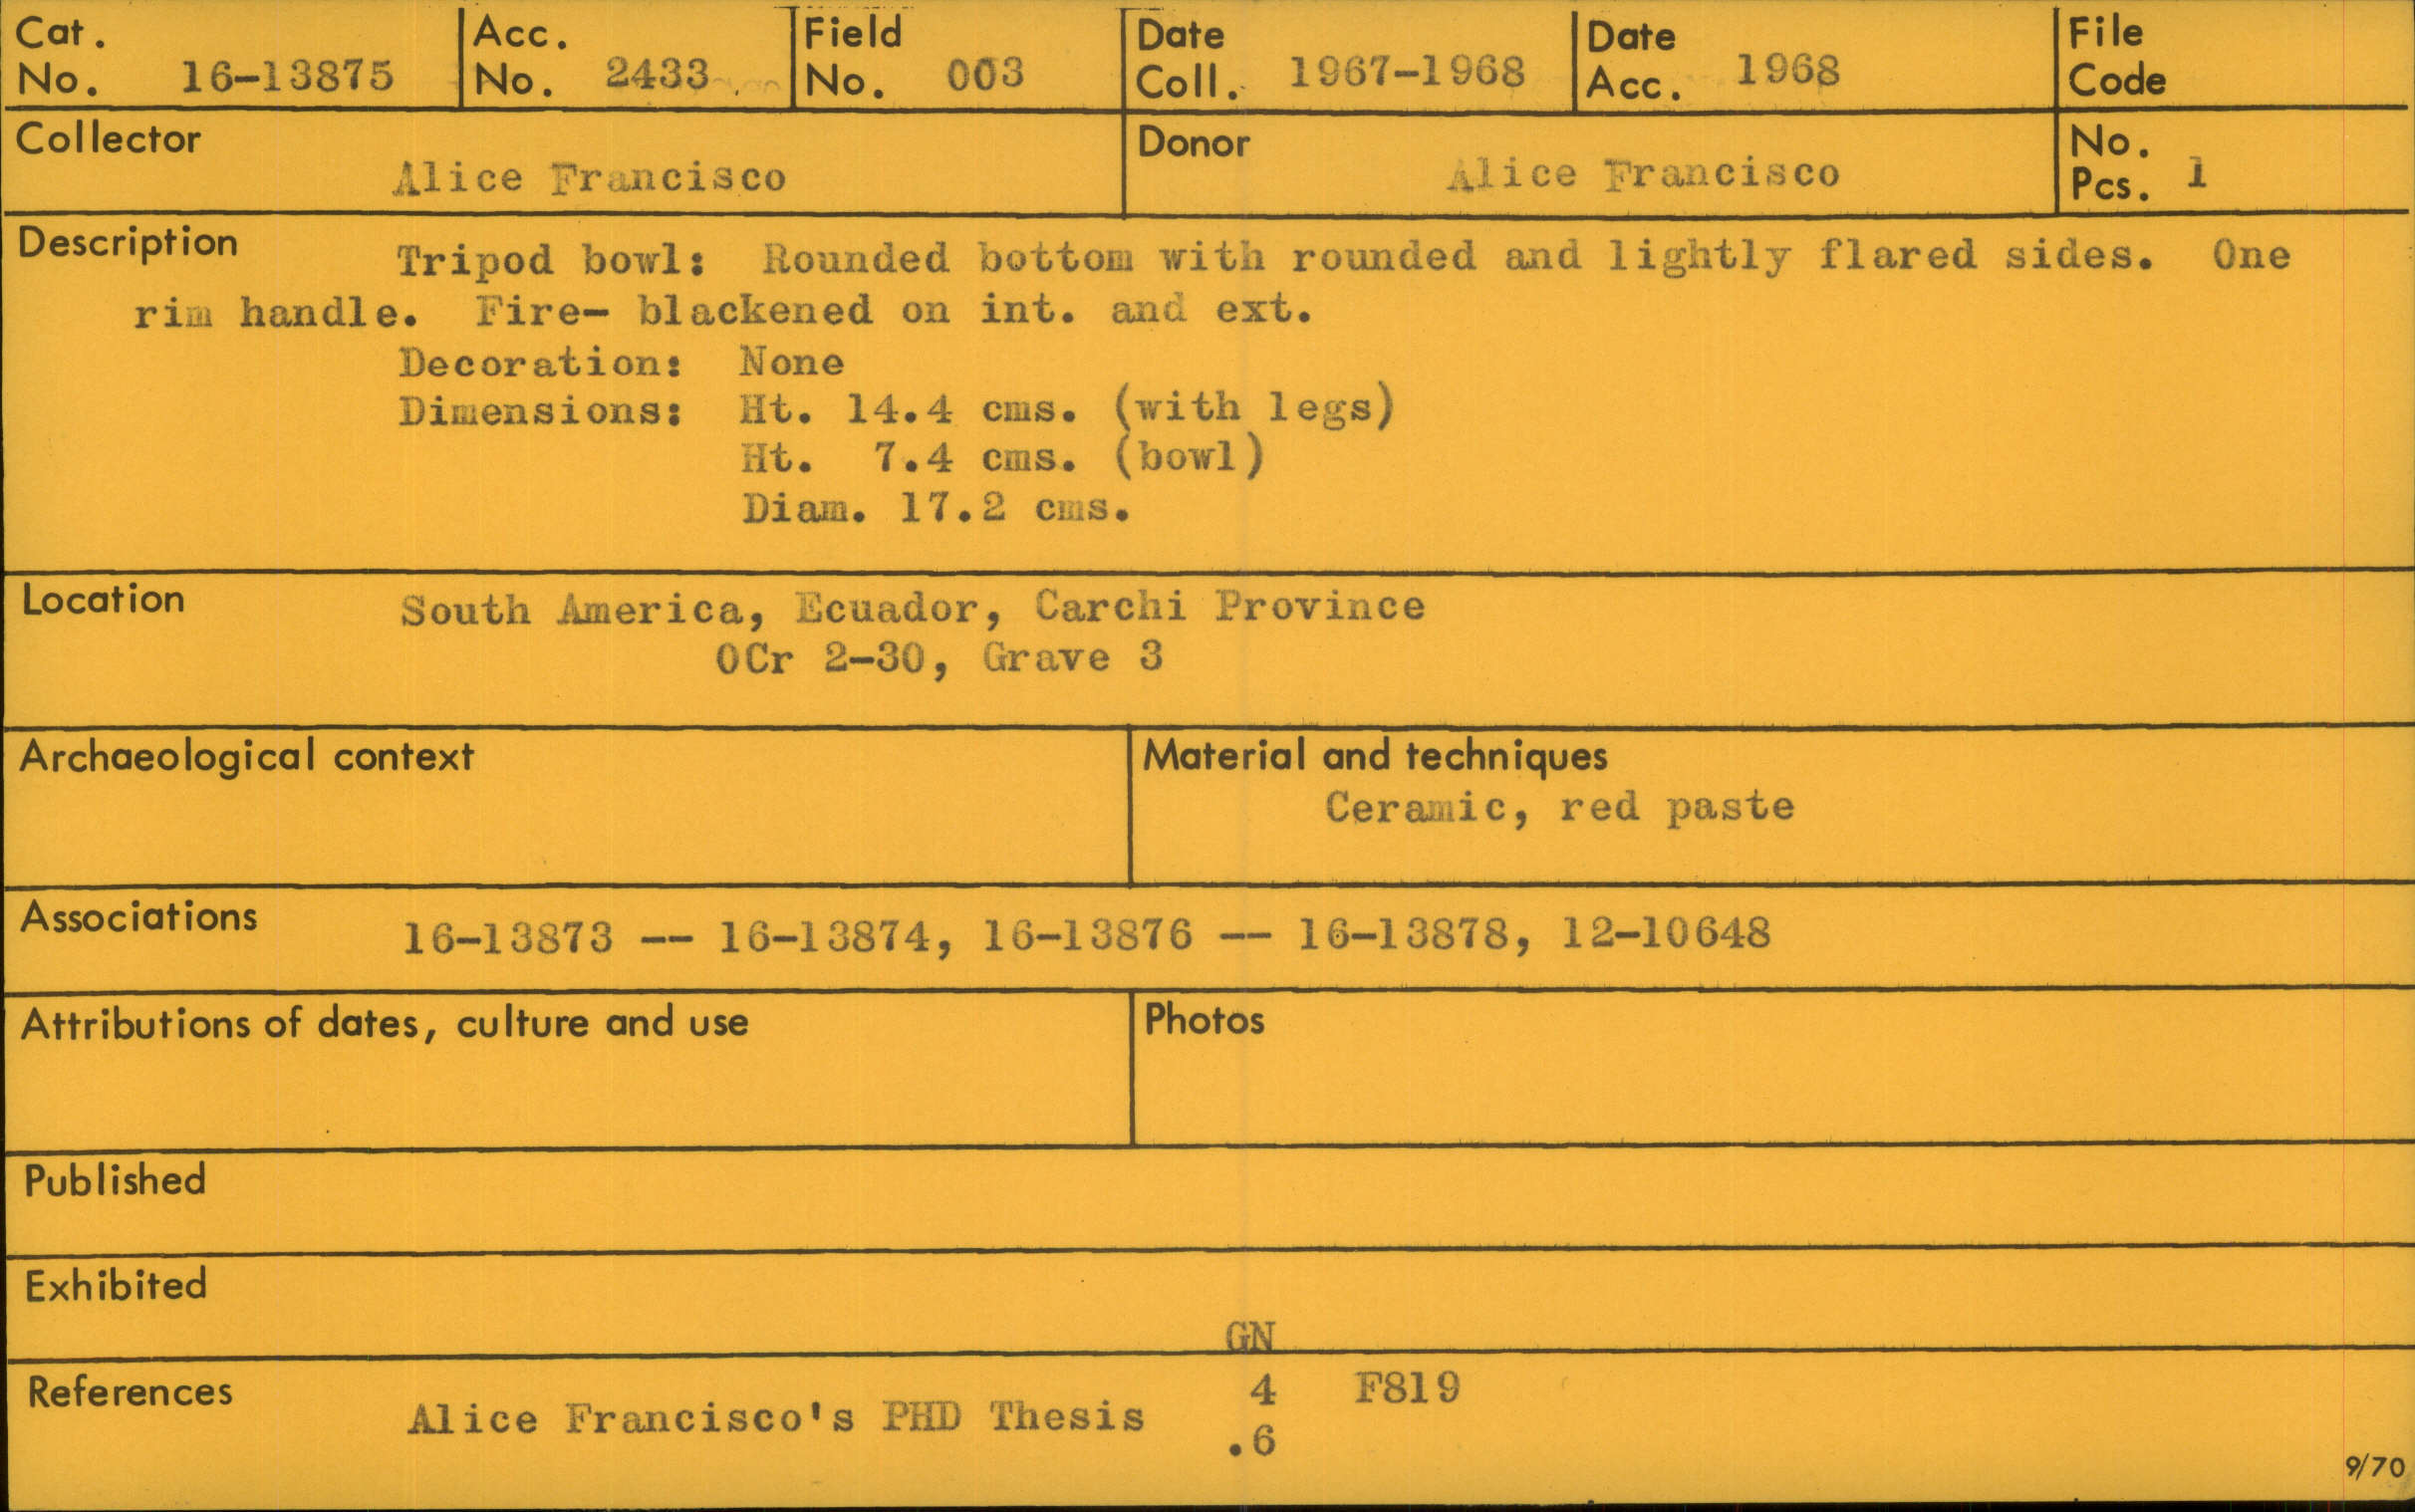 Cat. No. 16-13875 Acc. No. 2433 Field No. 003 Date Coll. 1967-1968 Date Acc. 1968 File Code
Collector Alice Francisco Donor Alice Francisco No. Pcs. 1
Description Tripod bowl: Rounded bottom with rounded and lightly flared sides. One
rim handle. Fire- blackened on int. and ext.
Decoration: None
Dimensions: Ht. 14.4 cms. (with legs)
Ht. 7.4 cms. (bowl)
Diam. 17.2 cms.
Location South America, Ecuador, Carchi Province
OCr 2-30, Grave 3
Archaeological context Material and techniques
Ceramic, red paste
Associations 16-13873 -- 16-13874, 16-13876 -- 16-13878, 12-10648
Attributions of dates, culture and use Photos
Published
Exhibited
GN
References Alice Francisco's PHD Thesis 4 F819
.6
9/70